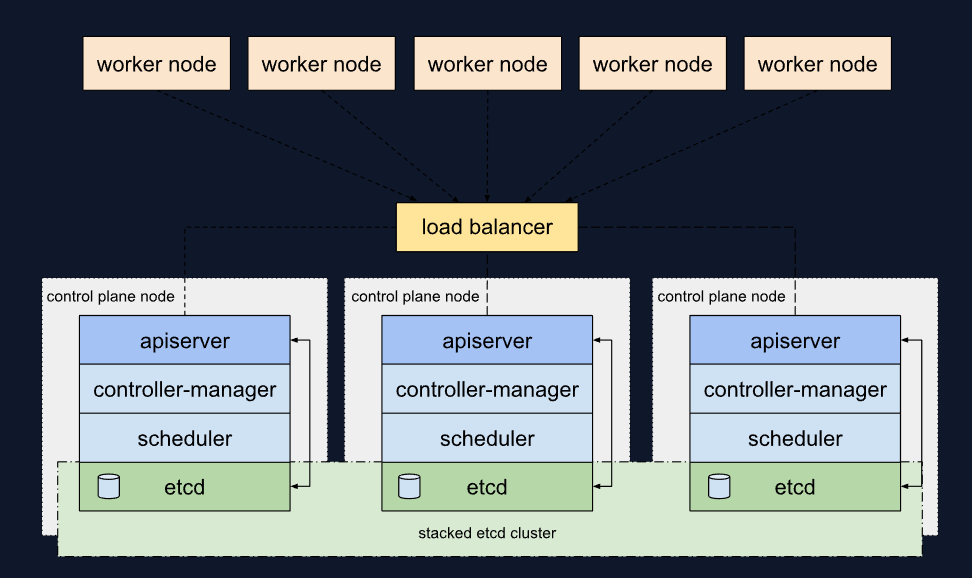 worker node
worker node
worker node
worker node
worker node
load balancer
control plane node
apiserver
controller-manager
scheduler
etcd
control plane node
apiserver
controller-manager
scheduler
etcd
control plane node
apiserver
controller-manager
scheduler
etcd
stacked etcd cluster